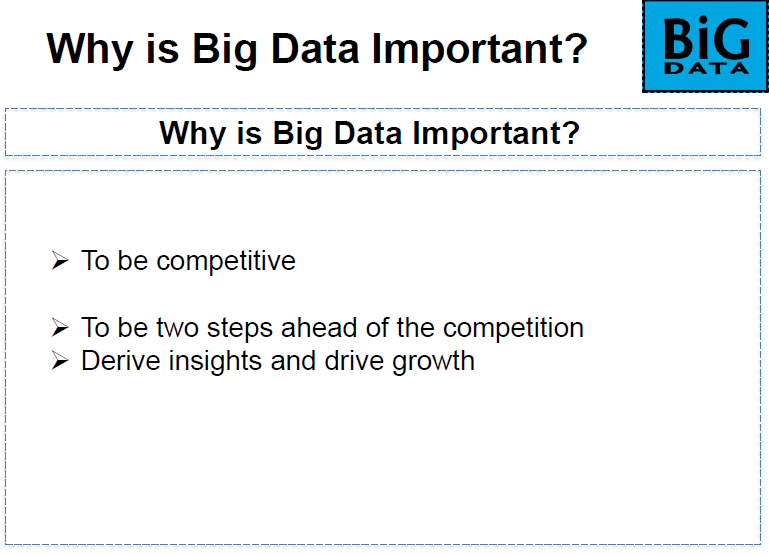 Why is Big Data Important?
BiG
DATA
Why is Big Data Important?
➢ To be competitive
➢ To be two steps ahead of the competition
➢ Derive insights and drive growth